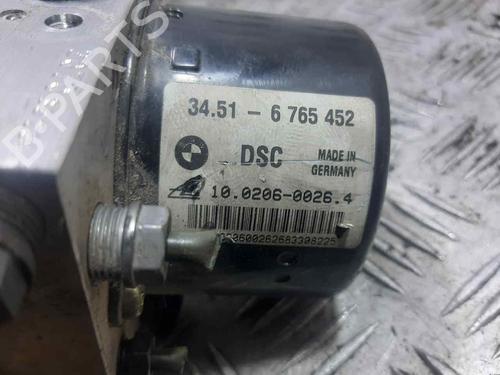 34.51 - 6 765 452
DSC
MADE IN
GERMANY
10.0206-0026.4
B-PARTS